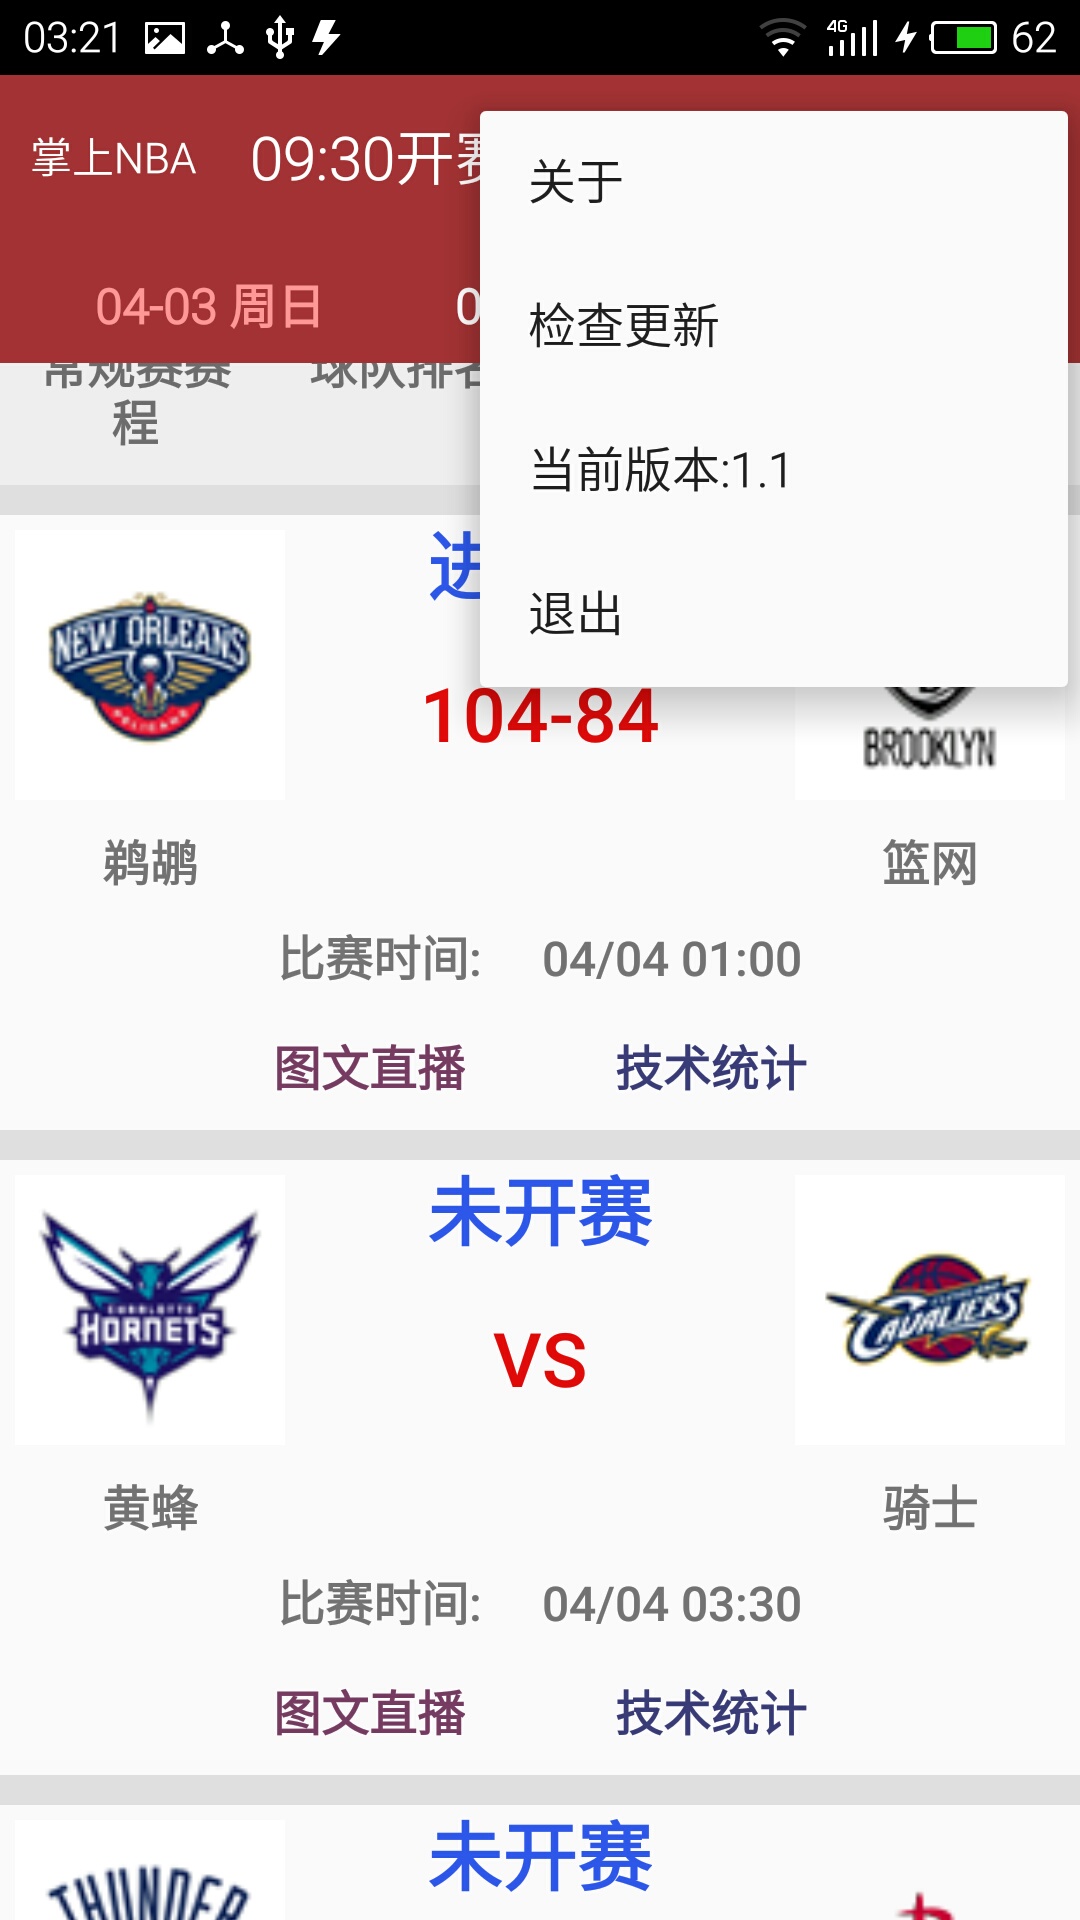 03:21
4G
62
掌上NBA
09:30开赛
关于
04-03 周日
0
检查更新
常规赛赛
程
球队排名
当前版本:1.1
进
退出
NEW ORLEANS
PELICANS
104-84
BROOKLYN
鹈鹕
篮网
比赛时间:
04/04 01:00
图文直播
技术统计
未开赛
CHARLOTTE
HORNETS
VS
CAVALIERS
黄蜂
骑士
比赛时间:
04/04 03:30
图文直播
技术统计
未开赛
THUNDER